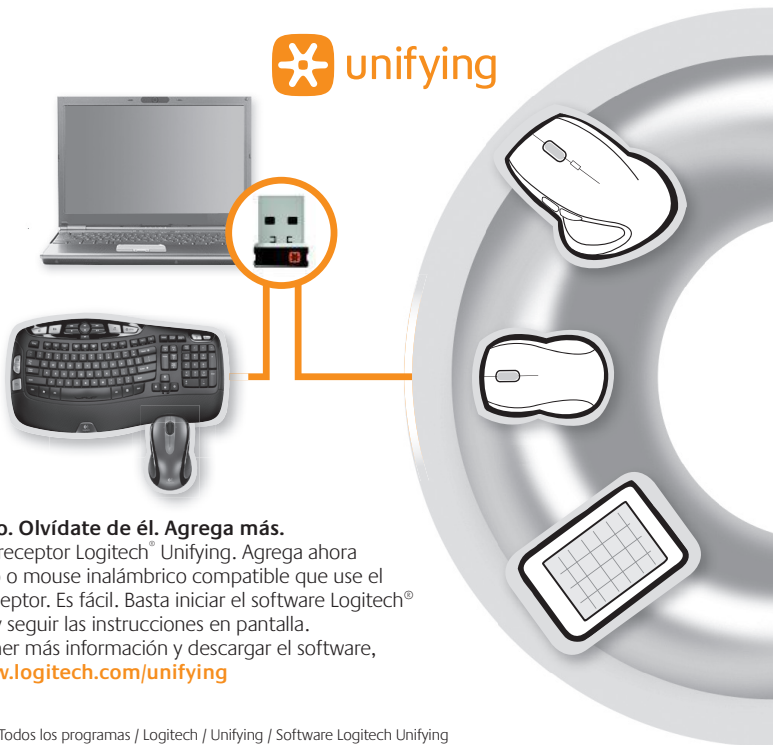 unifying
o. Olvídate de él. Agrega más.
receptor Logitech® Unifying. Agrega ahora
o mouse inalámbrico compatible que use el
eptor. Es fácil. Basta iniciar el software Logitech®
y seguir las instrucciones en pantalla.
ner más información y descargar el software,
w.logitech.com/unifying
Todos los programas / Logitech / Unifying / Software Logitech Unifying